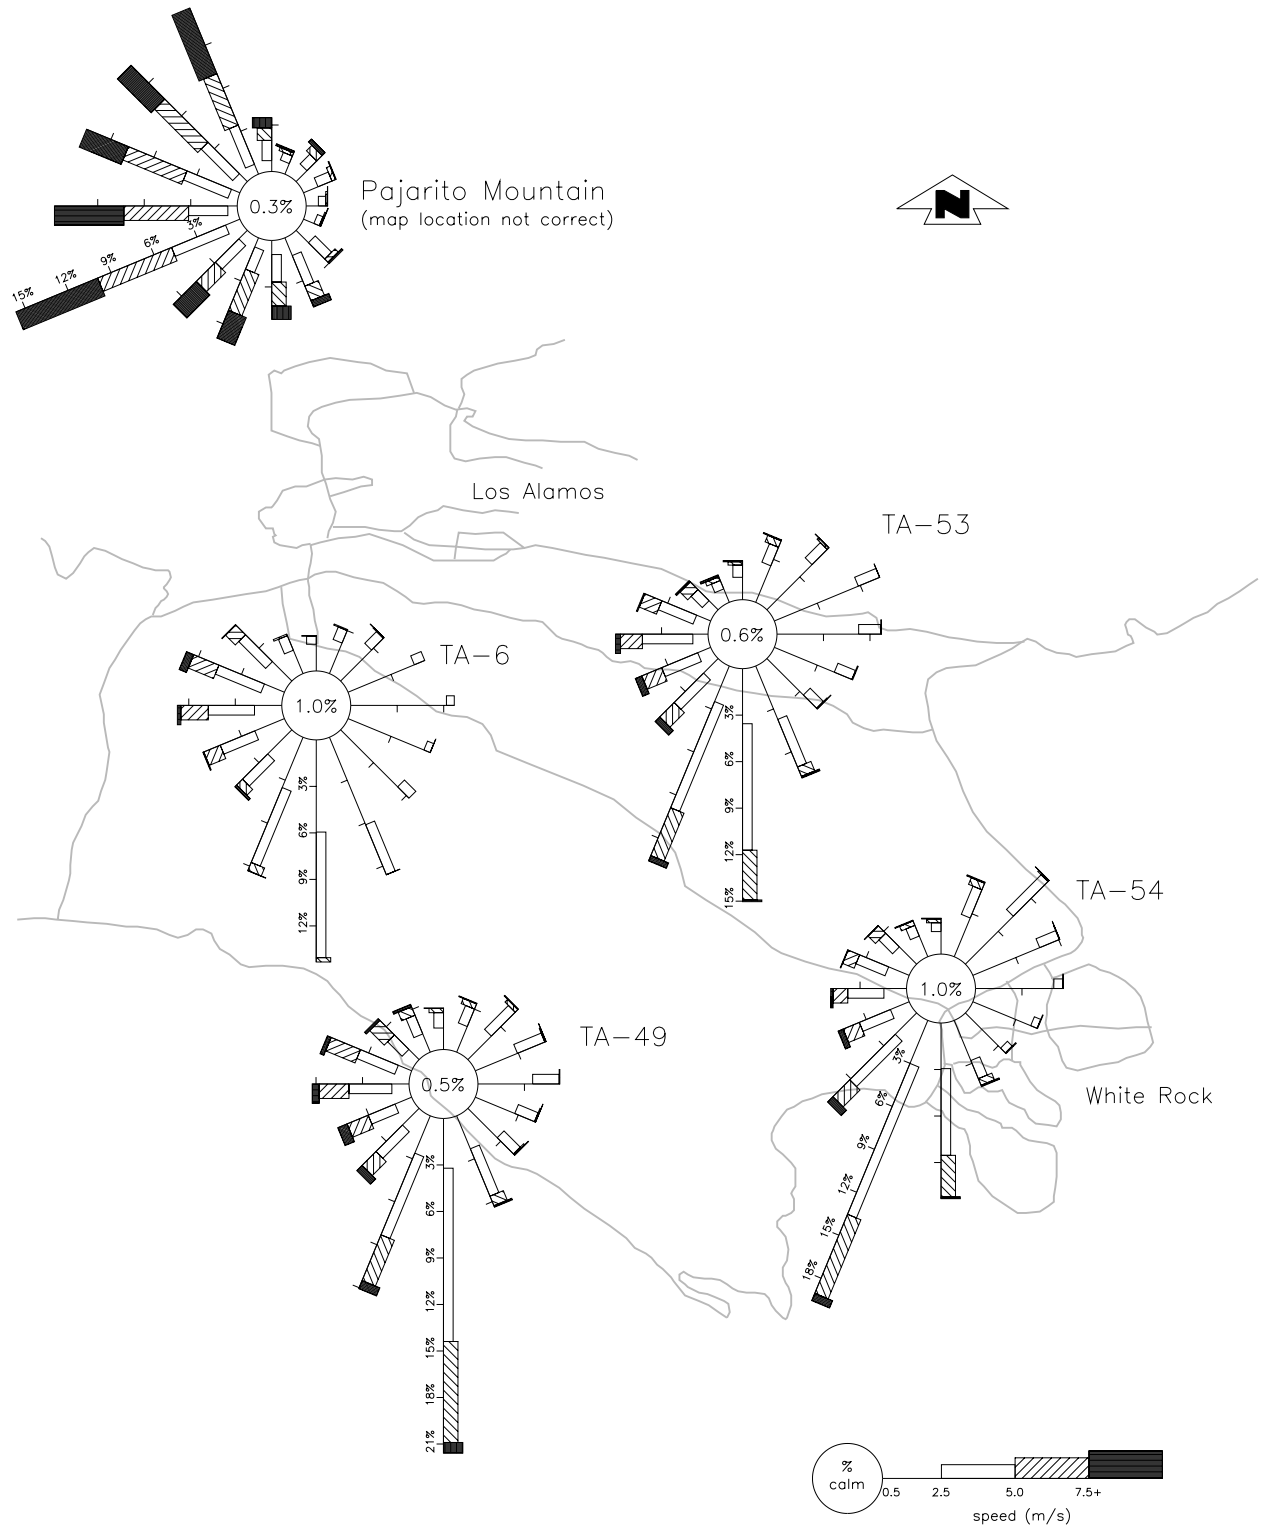 0.3%
Pajarito Mountain
(map location not correct)
N
3%
6%
9%
12%
15%
Los Alamos
TA-53
0.6%
3%
6%
9%
12%
15%
TA-6
1.0%
3%
6%
9%
12%
TA-54
1.0%
3%
6%
9%
12%
15%
18%
TA-49
0.5%
3%
6%
9%
12%
15%
18%
21%
White Rock
%
calm
0.5 2.5 5.0 7.5+
speed (m/s)